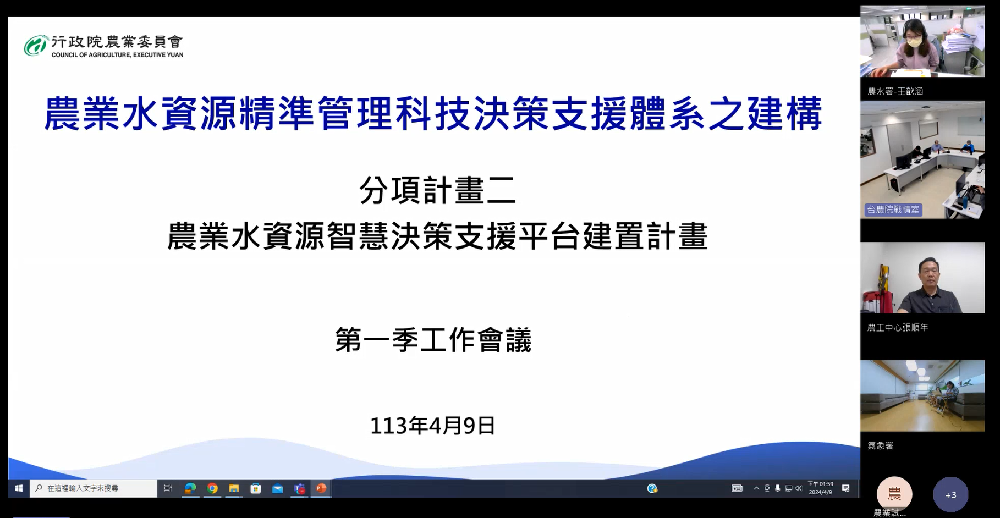 行政院農業委員會
COUNCIL OF AGRICULTURE, EXECUTIVE YUAN
農業水資源精準管理科技決策支援體系之建構
分項計畫二
農業水資源智慧決策支援平台建置計畫
第一季工作會議
113年4月9日
在這裡輸入文字來搜尋
下午 01:59
2024/4/9
農水署-王歆涵
台農院戰情室
農工中心張順年
氣象署
農
+3
農業試...